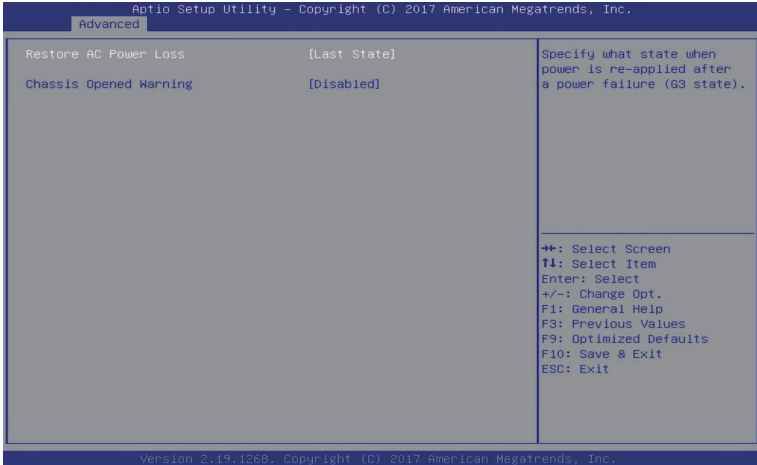 Aptio Setup Utility – Copyright (C) 2017 American Megatrends, Inc.
Advanced
Restore AC Power Loss [Last State]
Chassis Opened Warning [Disabled]
Specify what state when
power is re-applied after
a power failure (G3 state).
→←: Select Screen
↑↓: Select Item
Enter: Select
+/-: Change Opt.
F1: General Help
F3: Previous Values
F9: Optimized Defaults
F10: Save & Exit
ESC: Exit
Version 2.19.1268. Copyright (C) 2017 American Megatrends, Inc.